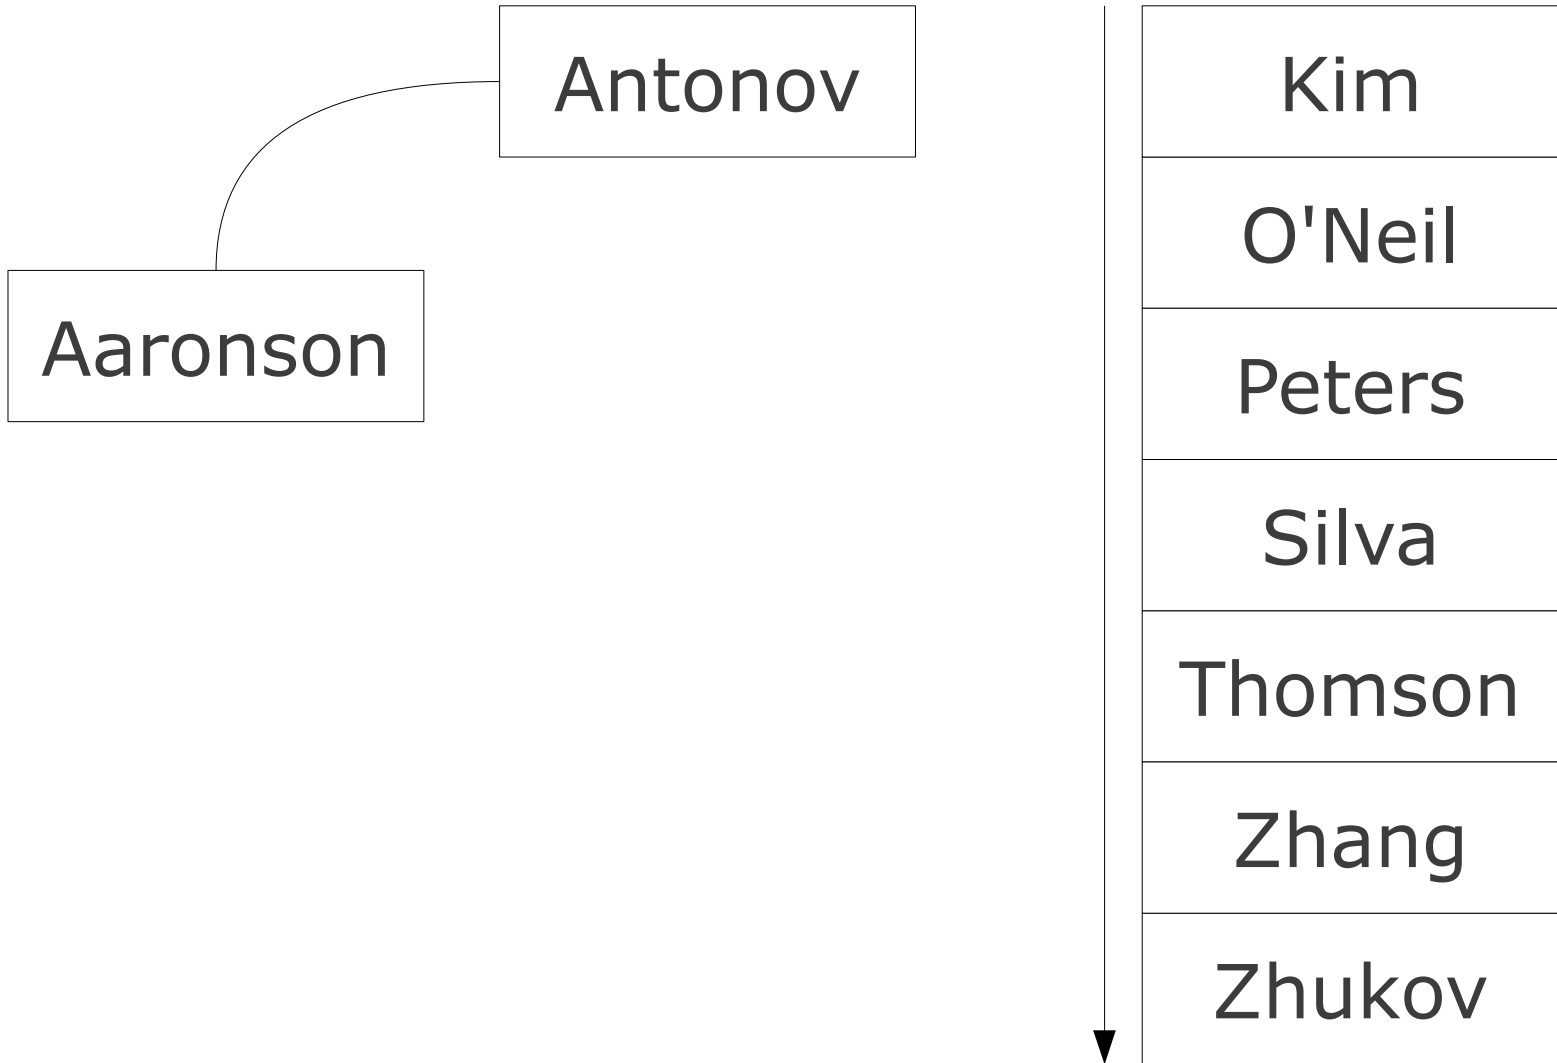 Antonov
Aaronson
Kim
O'Neil
Peters
Silva
Thomson
Zhang
Zhukov